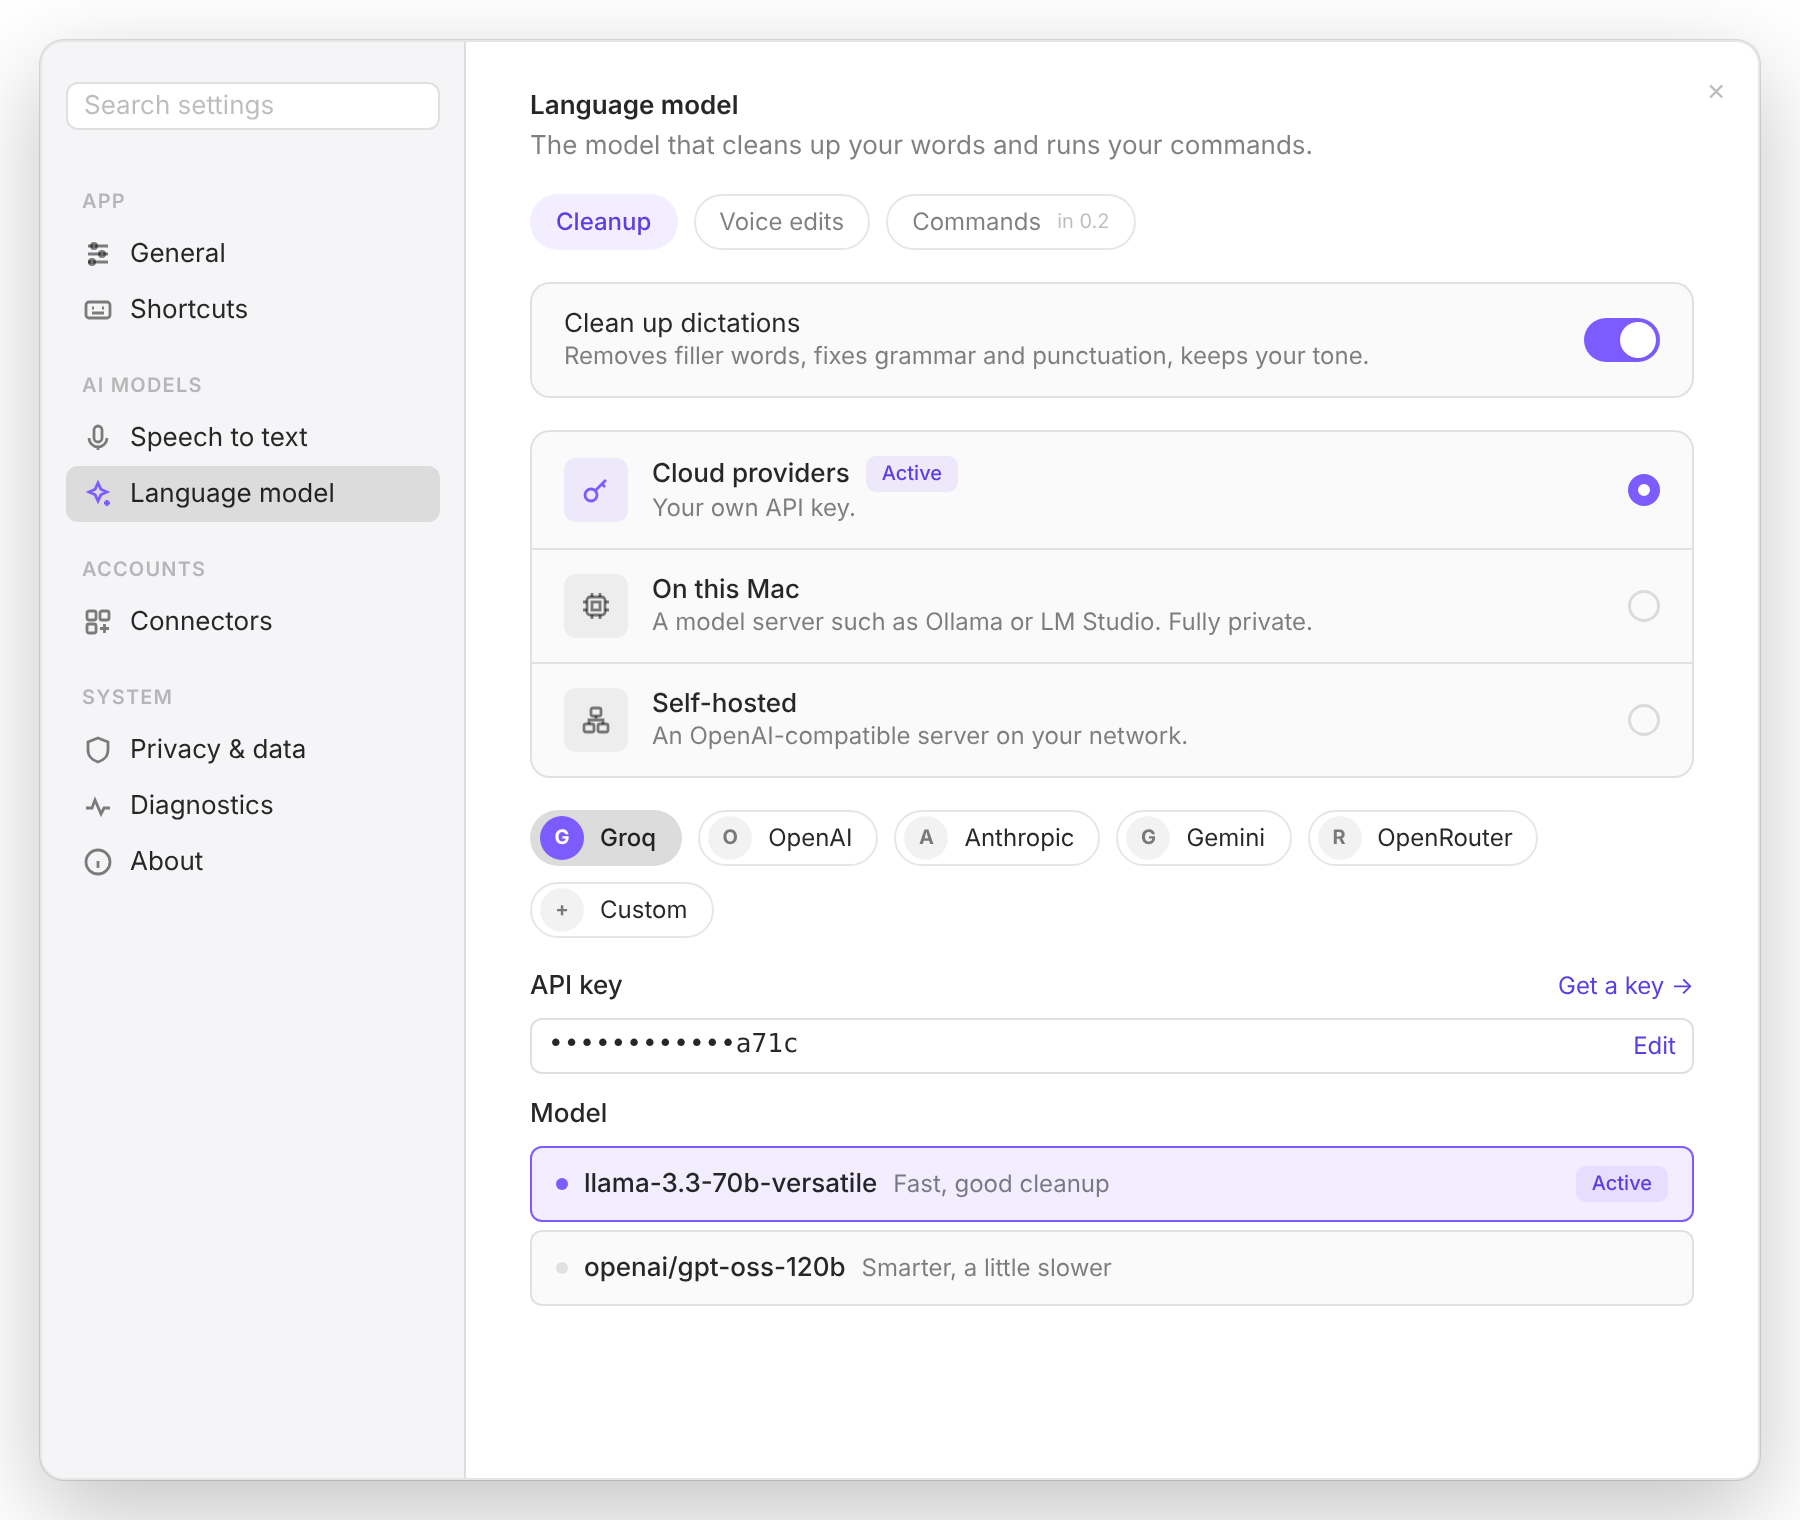 Search settings
APP
General
Shortcuts
AI MODELS
Speech to text
Language model
ACCOUNTS
Connectors
SYSTEM
Privacy & data
Diagnostics
About
×
Language model
The model that cleans up your words and runs your commands.
Cleanup Voice edits Commands in 0.2
Clean up dictations
Removes filler words, fixes grammar and punctuation, keeps your tone.
Cloud providers Active
Your own API key.
On this Mac
A model server such as Ollama or LM Studio. Fully private.
Self-hosted
An OpenAI-compatible server on your network.
G Groq O OpenAI A Anthropic G Gemini R OpenRouter
+ Custom
API key Get a key →
••••••••••••a71c Edit
Model
llama-3.3-70b-versatile Fast, good cleanup Active
openai/gpt-oss-120b Smarter, a little slower